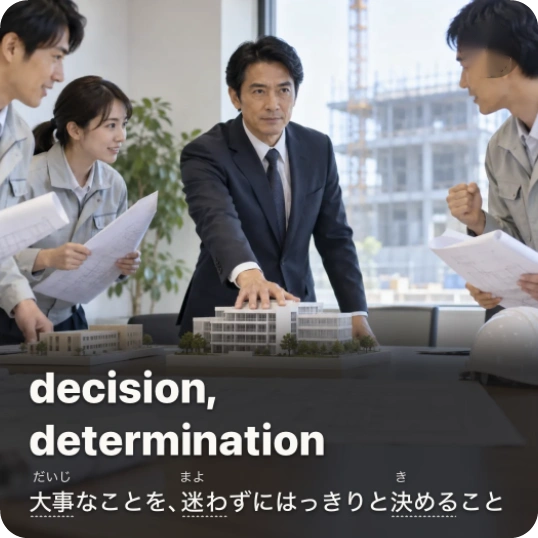 decision,
determination
だいじ まよ き
大事なことを、迷わずにはっきりと決めること